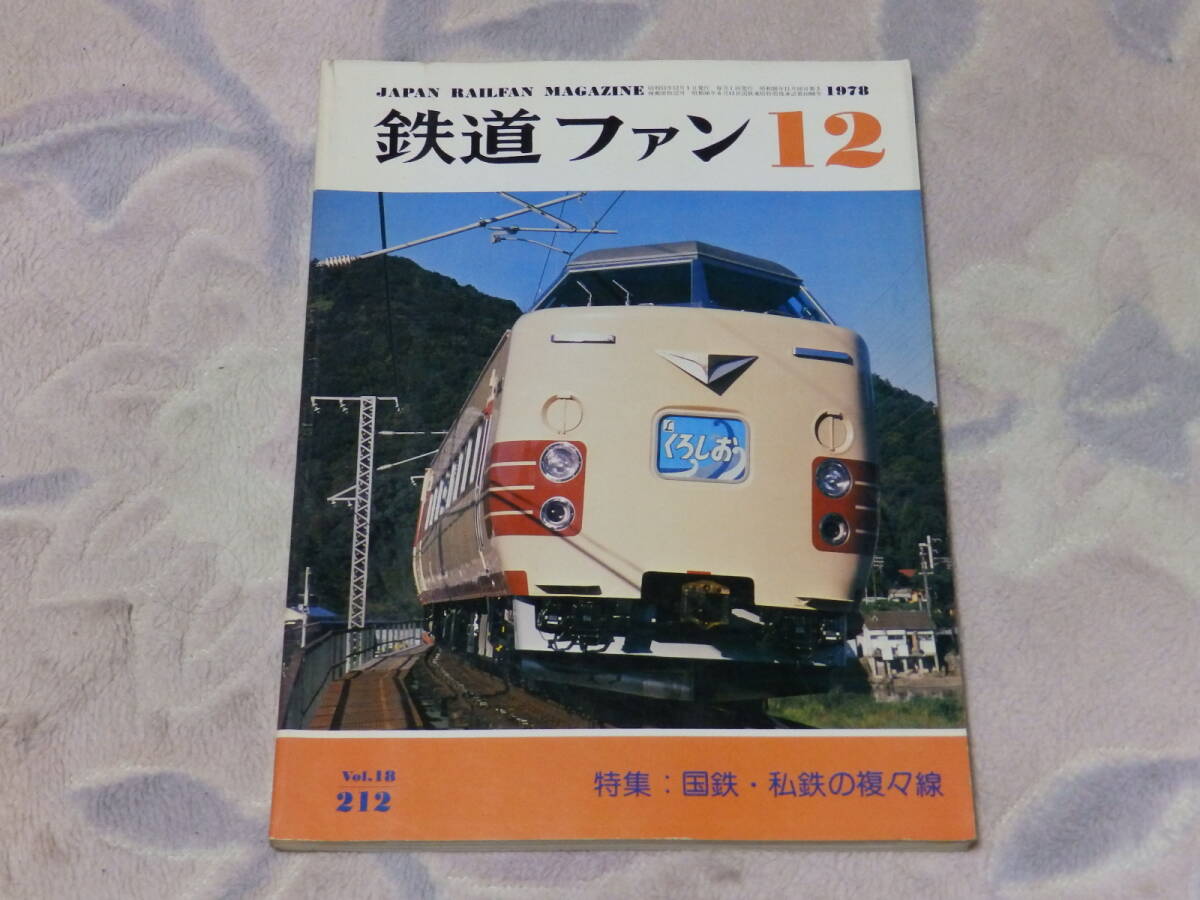 JAPAN RAILFAN MAGAZINE
1978
鉄道ファン 12
くろしお
Vol.18
212
特集：国鉄・私鉄の複々線